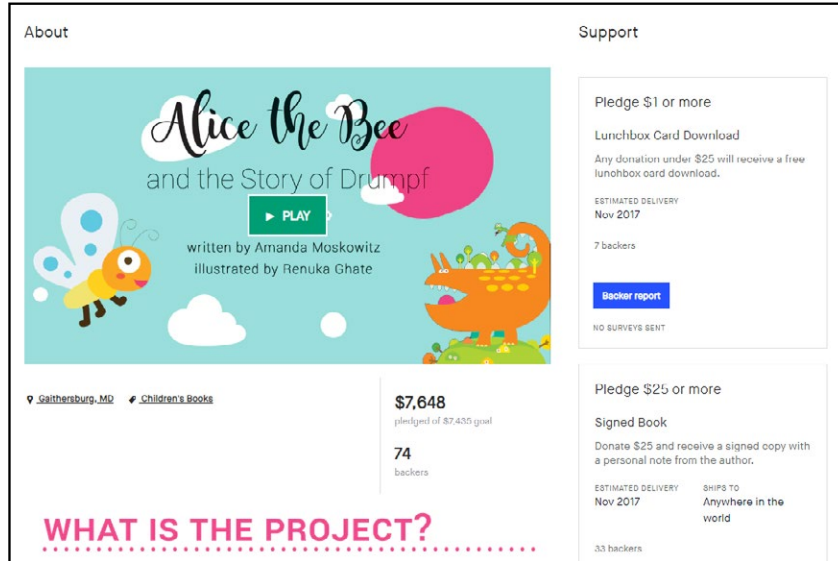 About
Alice the Bee
and the Story of Drumpf
PLAY
written by Amanda Moskowitz
illustrated by Renuka Ghate
Gaithersburg, MD Children's Books
$7,648
pledged of $7,435 goal
74
backers
WHAT IS THE PROJECT?
Support
Pledge $1 or more
Lunchbox Card Download
Any donation under $25 will receive a free
lunchbox card download.
ESTIMATED DELIVERY
Nov 2017
7 backers
Backer report
NO SURVEYS SENT
Pledge $25 or more
Signed Book
Donate $25 and receive a signed copy with
a personal note from the author.
ESTIMATED DELIVERY SHIPS TO
Nov 2017 Anywhere in the
world
33 backers